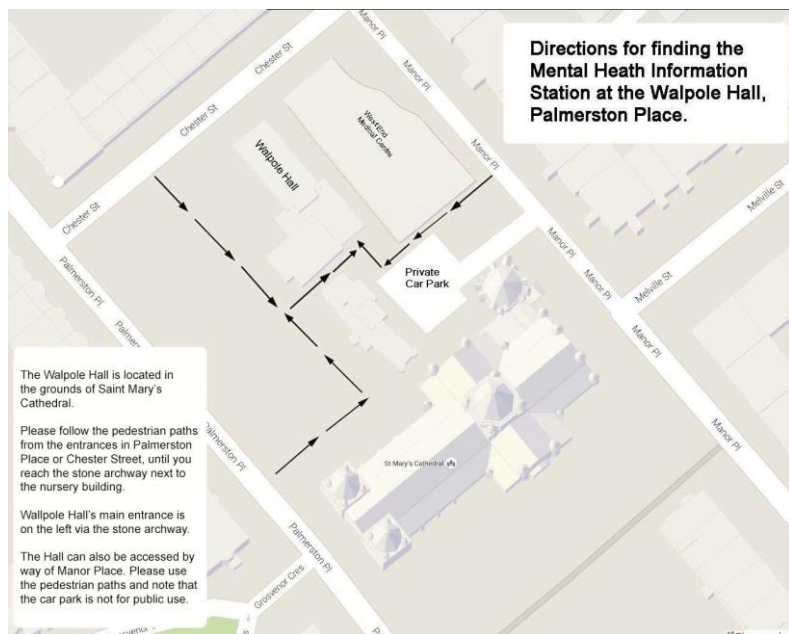 Directions for finding the
Mental Heath Information
Station at the Walpole Hall,
Palmerston Place.
Manor Pl
Manor Pl
Manor Pl
Chester St
Chester St
Chester St
West End
Medical Centre
Walpole Hall
Melville St
Melville St
Manor Pl
Manor Pl
Manor Pl
Manor Pl
Private
Car Park
Palmerston Pl
Palmerston Pl
Palmerston Pl
Palmerston Pl
St Mary's Cathedral
Grosvenor Cres
The Walpole Hall is located in
the grounds of Saint Mary's
Cathedral.
Please follow the pedestrian paths
from the entrances in Palmerston
Place or Chester Street, until you
reach the stone archway next to
the nursery building.
Wallpole Hall's main entrance is
on the left via the stone archway.
The Hall can also be accessed by
way of Manor Place. Please use
the pedestrian paths and note that
the car park is not for public use.